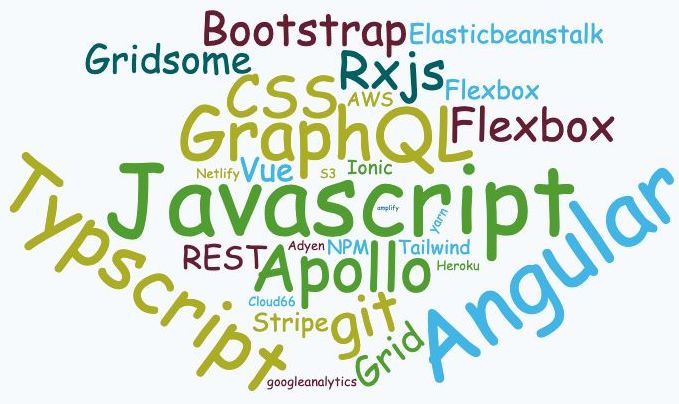 Bootstrap
Elasticbeanstalk
Gridsome
Rxjs
CSS
AWS
Flexbox
GraphQL
Flexbox
Netlify
Vue
S3
Ionic
Javascript
amplify
yarn
Typscript
Angular
REST
Adyen
NPM
Tailwind
Apollo
Heroku
Cloud66
Stripe
git
Grid
googleanalytics